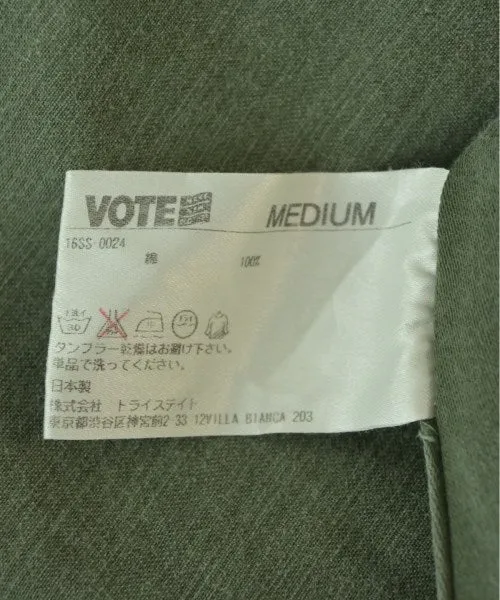 VOTE MAKE NEW CLOTHES MEDIUM
16SS-0024
綿 100%
タンブラー乾燥はお避け下さい。
単品で洗ってください。
日本製
株式会社 トライステイト
東京都渋谷区神宮前2-33-12VILLA BIANCA 203